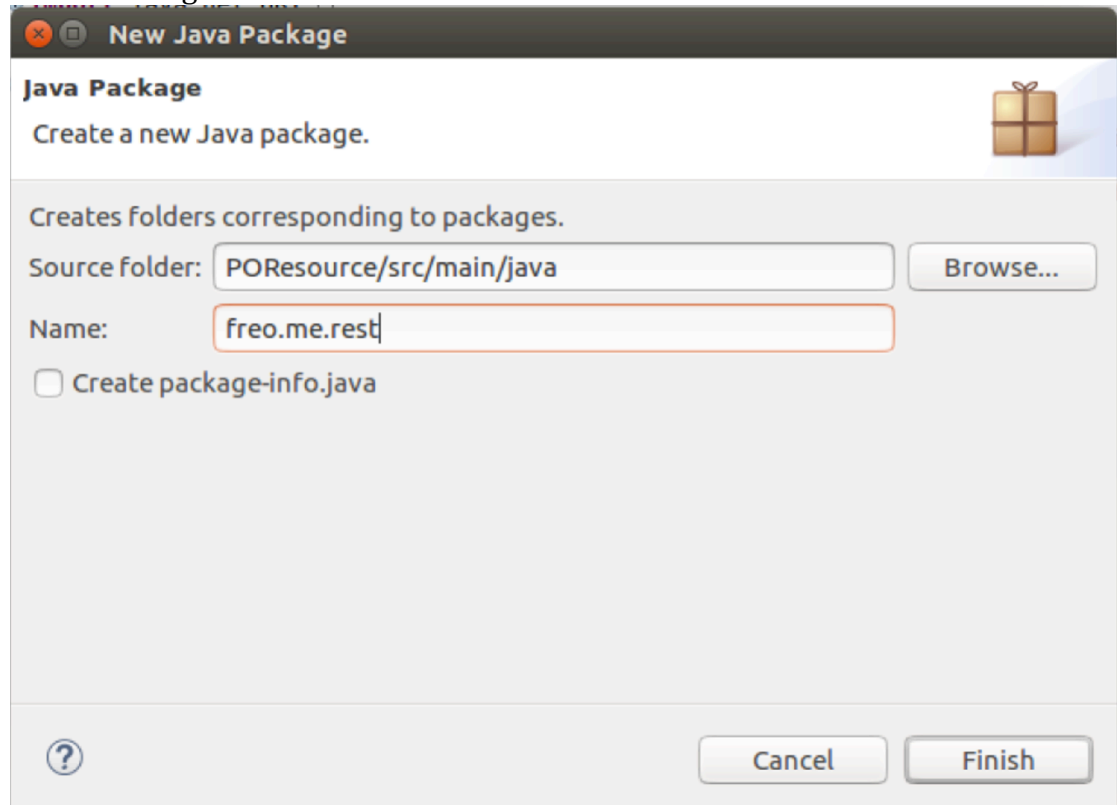 New Java Package
Java Package
Create a new Java package.
Creates folders corresponding to packages.
Source folder: POResource/src/main/java Browse...
Name: freo.me.rest
Create package-info.java
? Cancel Finish